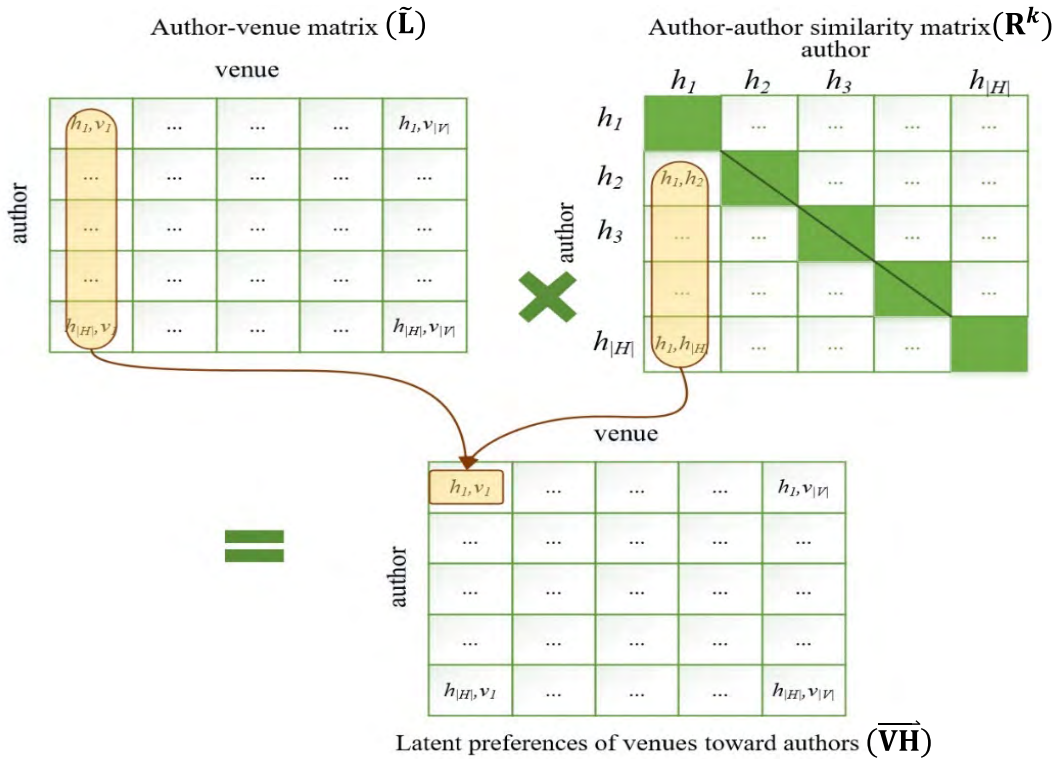 Author-venue matrix (L̃)
venue
author
h₁,v₁ ... ... ... h₁,v|V|
... ... ... ... ...
... ... ... ... ...
... ... ... ... ...
h|H|,v₁ ... ... ... h|H|,v|V|
×
Author-author similarity matrix(Rᵏ)
author
h₁ h₂ h₃ h|H|
author
h₁ ... ... ... ...
h₂ h₁,h₂ ... ... ...
h₃ ... ... ... ...
... ... ... ...
h|H| h₁,h|H| ... ... ...
=
venue
author
h₁,v₁ ... ... ... h₁,v|V|
... ... ... ... ...
... ... ... ... ...
... ... ... ... ...
h|H|,v₁ ... ... ... h|H|,v|V|
Latent preferences of venues toward authors (V͞H⃗)